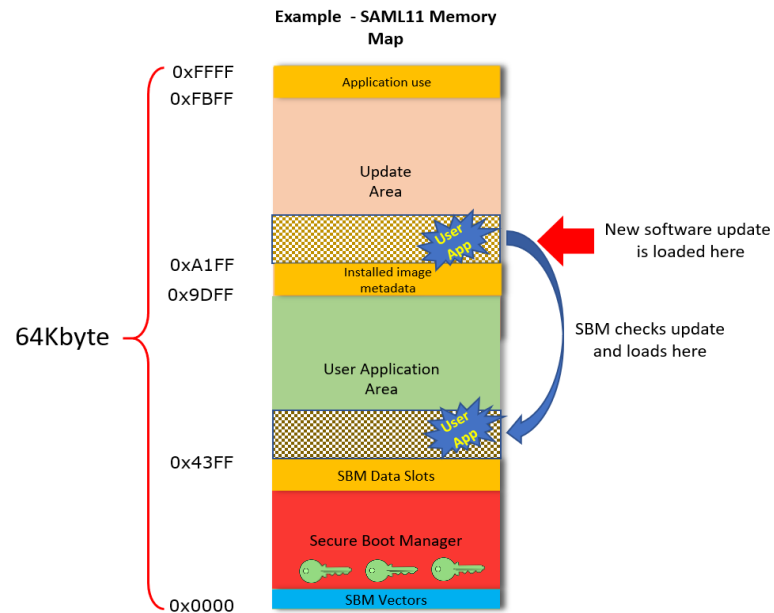 Example - SAML11 Memory
Map
0xFFFF
Application use
0xFBFF
Update
Area
User
App
New software update
is loaded here
0xA1FF
Installed image
metadata
0x9DFF
64Kbyte
SBM checks update
and loads here
User Application
Area
User
App
0x43FF
SBM Data Slots
Secure Boot Manager
SBM Vectors
0x0000